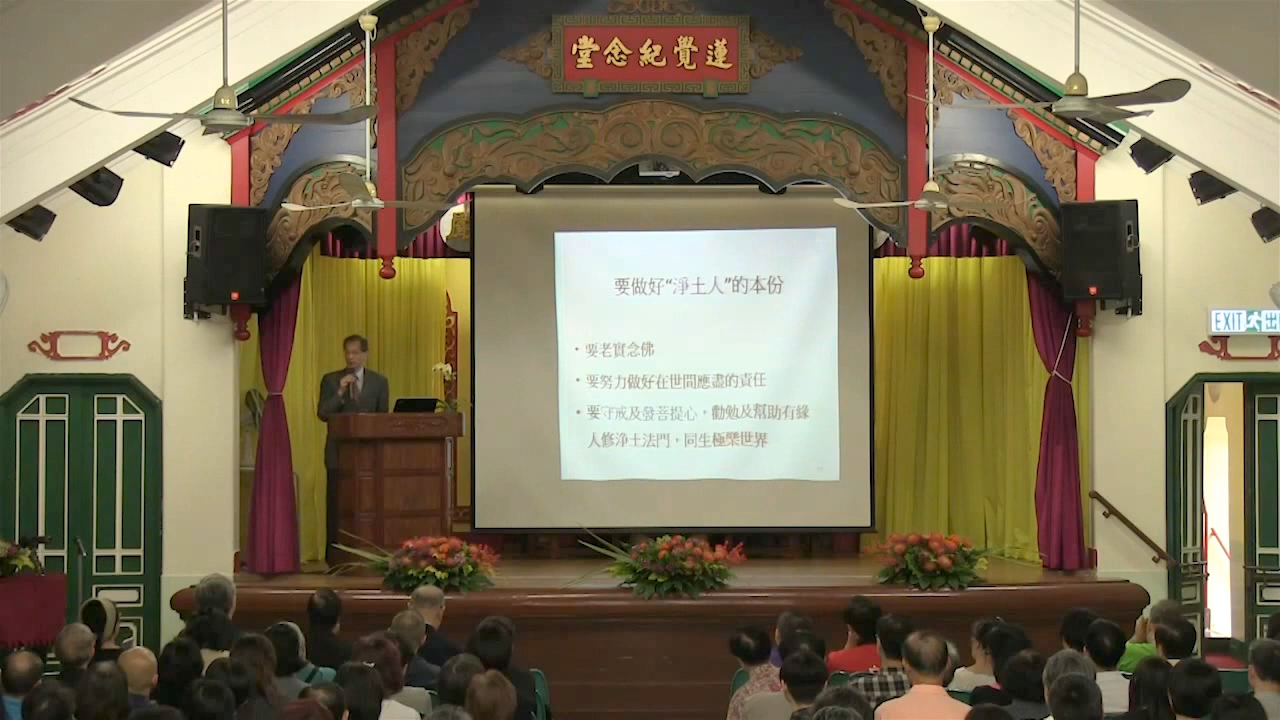 堂念紀覺蓮
要做好“淨土人”的本份
• 要老實念佛
• 要努力做好在世間應盡的責任
• 要守戒及發菩提心，勸勉及幫助有緣
人修淨土法門，同生極樂世界
EXIT 出